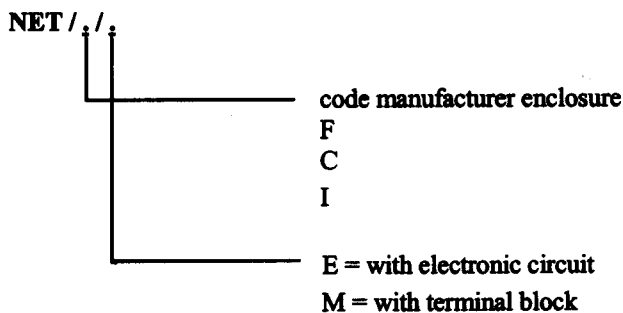 NET / . / .
code manufacturer enclosure
F
C
I
E = with electronic circuit
M = with terminal block